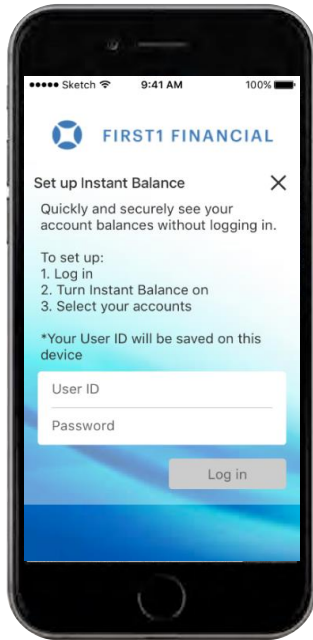 Sketch 9:41 AM 100%
FIRST1 FINANCIAL
Set up Instant Balance
Quickly and securely see your
account balances without logging in.
To set up:
1. Log in
2. Turn Instant Balance on
3. Select your accounts
*Your User ID will be saved on this
device
User ID
Password
Log in